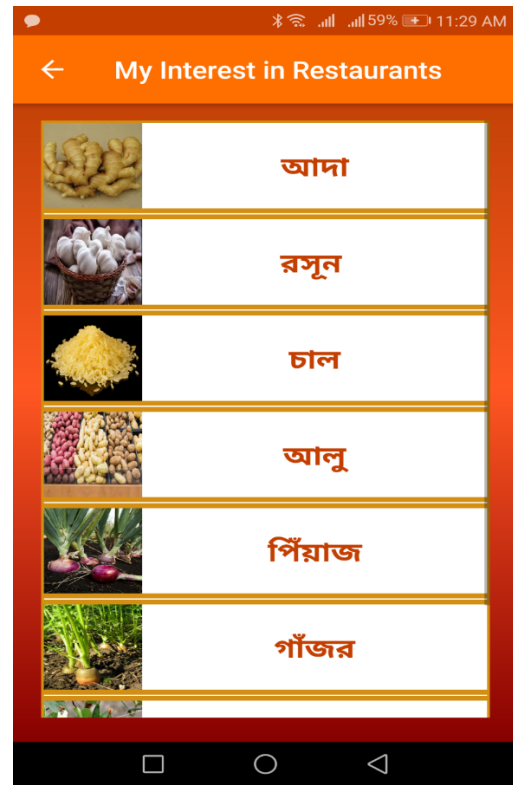 59% 11:29 AM
My Interest in Restaurants
আদা
রসূন
চাল
আলু
পিঁয়াজ
গাঁজর